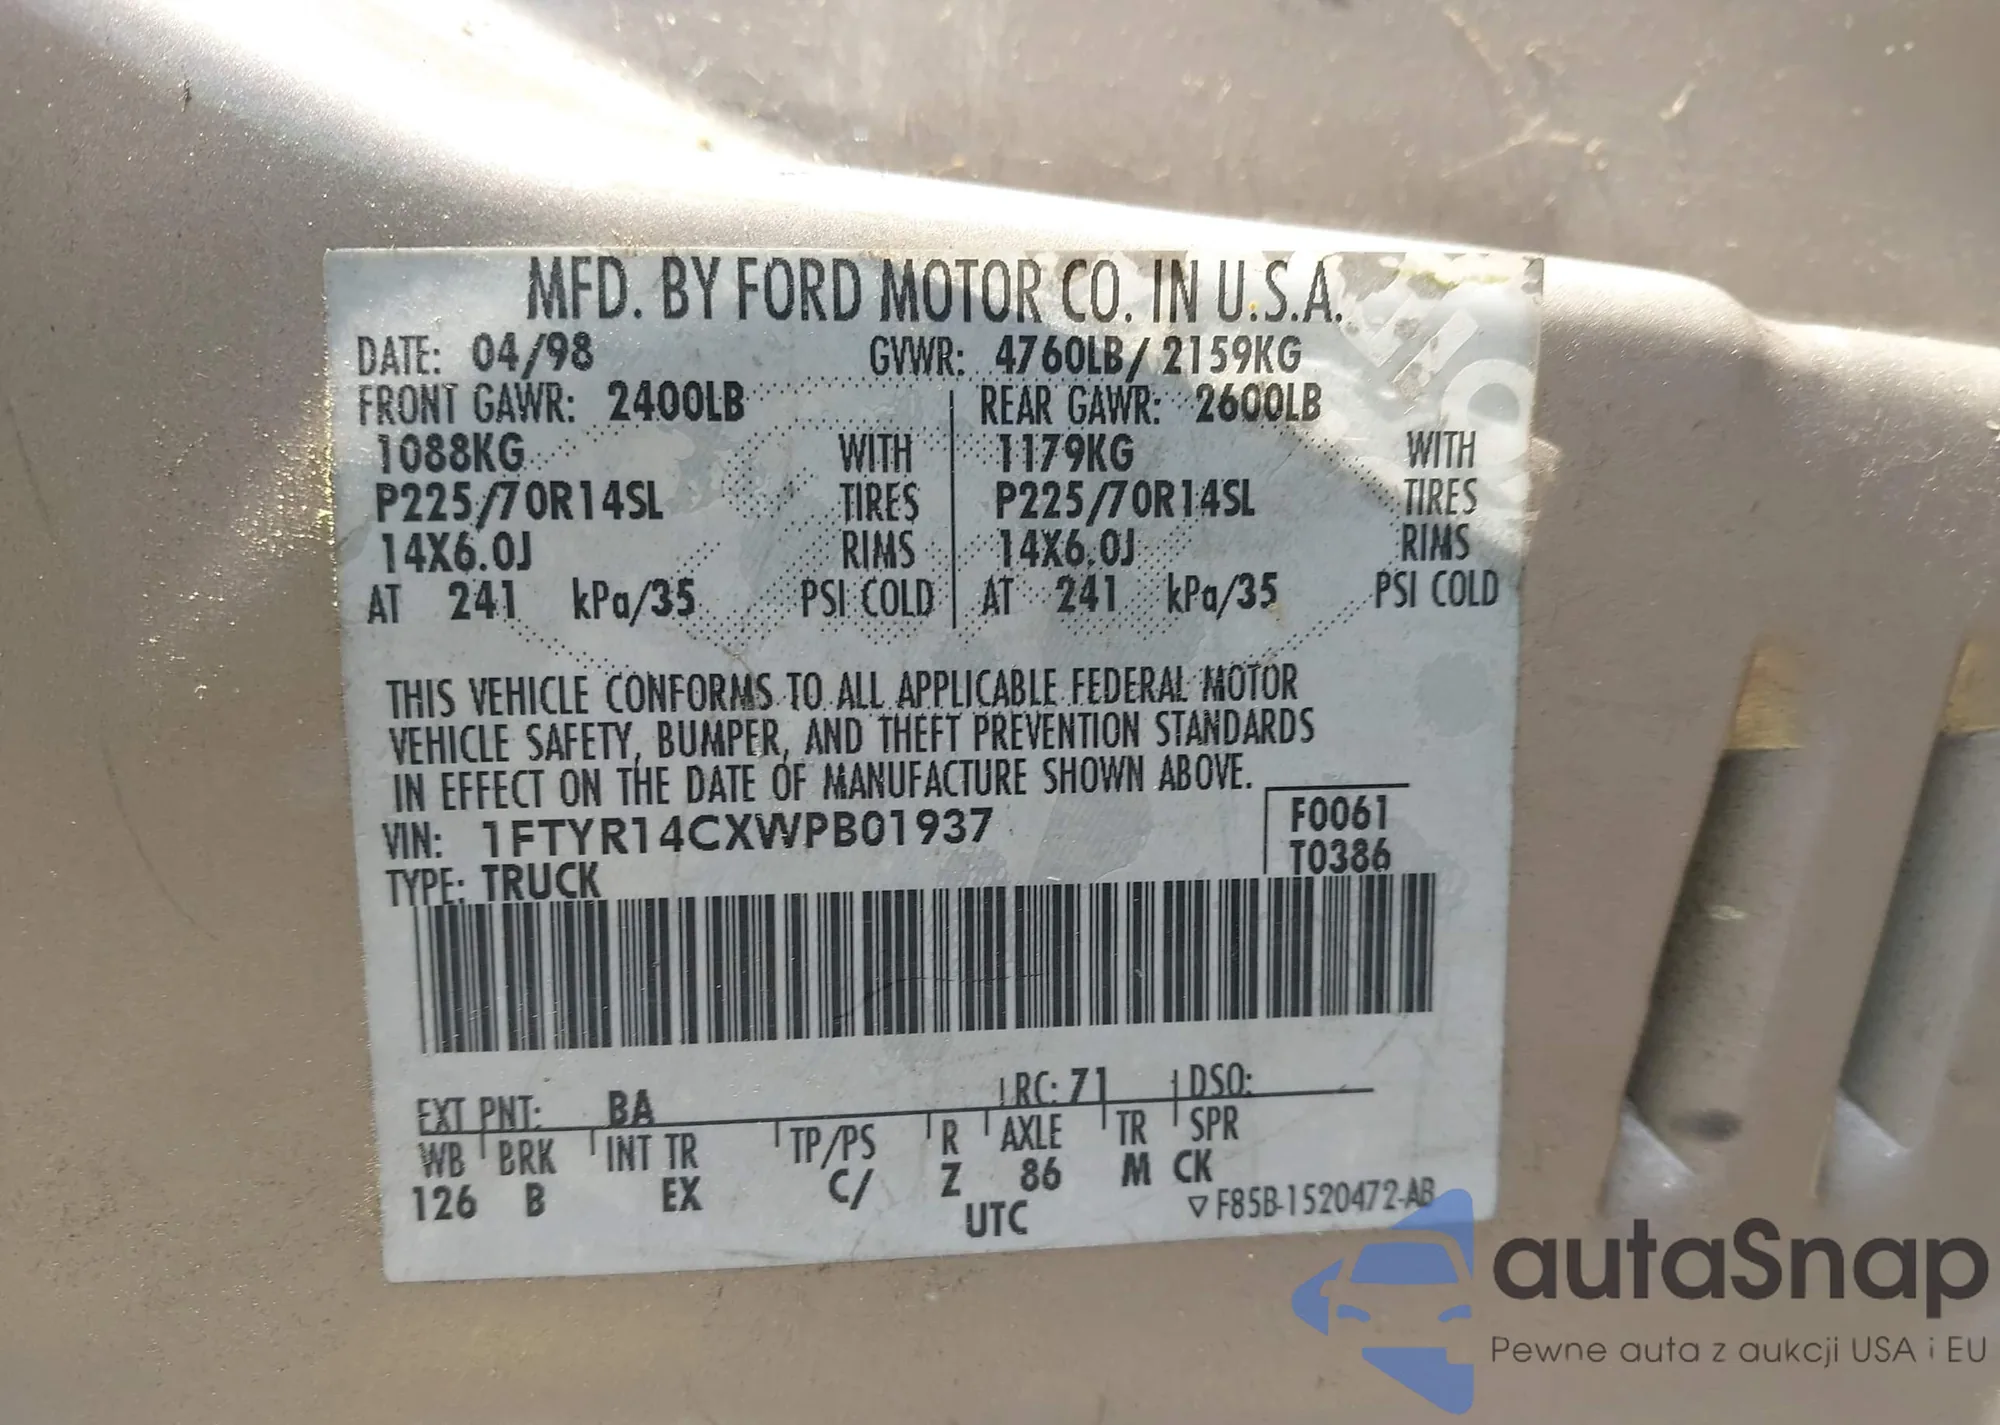 MFD. BY FORD MOTOR CO. IN U.S.A.
DATE: 04/98 GVWR: 4760LB/ 2159KG
FRONT GAWR: 2400LB REAR GAWR: 2600LB
1088KG WITH 1179KG WITH
P225/70R14SL TIRES P225/70R14SL TIRES
14X6.0J RIMS 14X6.0J RIMS
AT 241 kPa/35 PSI COLD AT 241 kPa/35 PSI COLD
THIS VEHICLE CONFORMS TO ALL APPLICABLE FEDERAL MOTOR
VEHICLE SAFETY, BUMPER, AND THEFT PREVENTION STANDARDS
IN EFFECT ON THE DATE OF MANUFACTURE SHOWN ABOVE.
VIN: 1FTYR14CXWPB01937 F0061
TYPE: TRUCK T0386
EXT PNT: BA RC: 71 DSO:
WB BRK INT TR TP/PS R AXLE TR SPR
126 B EX C/ Z 86 M CK
UTC ▽ F85B-1520472-AB
autaSnap
Pewne auta z aukcji USA i EU